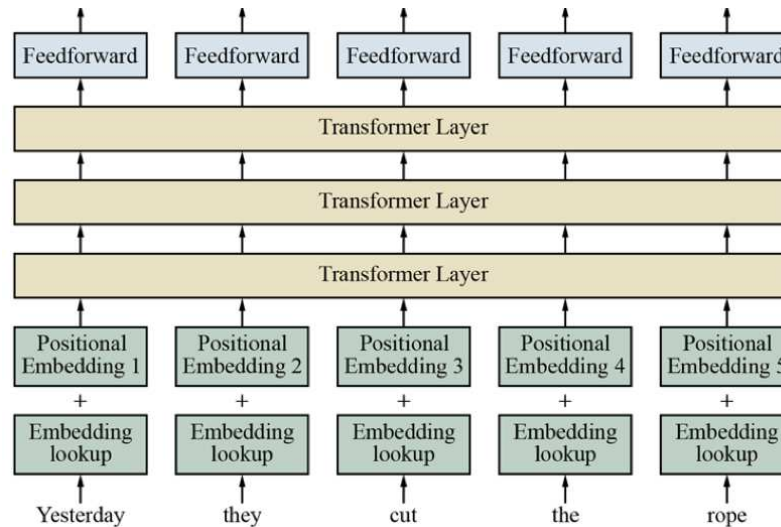 Feedforward Feedforward Feedforward Feedforward Feedforward
Transformer Layer
Transformer Layer
Transformer Layer
Positional Positional Positional Positional Positional
Embedding 1 Embedding 2 Embedding 3 Embedding 4 Embedding 5
+ + + + +
Embedding Embedding Embedding Embedding Embedding
lookup lookup lookup lookup lookup
Yesterday they cut the rope